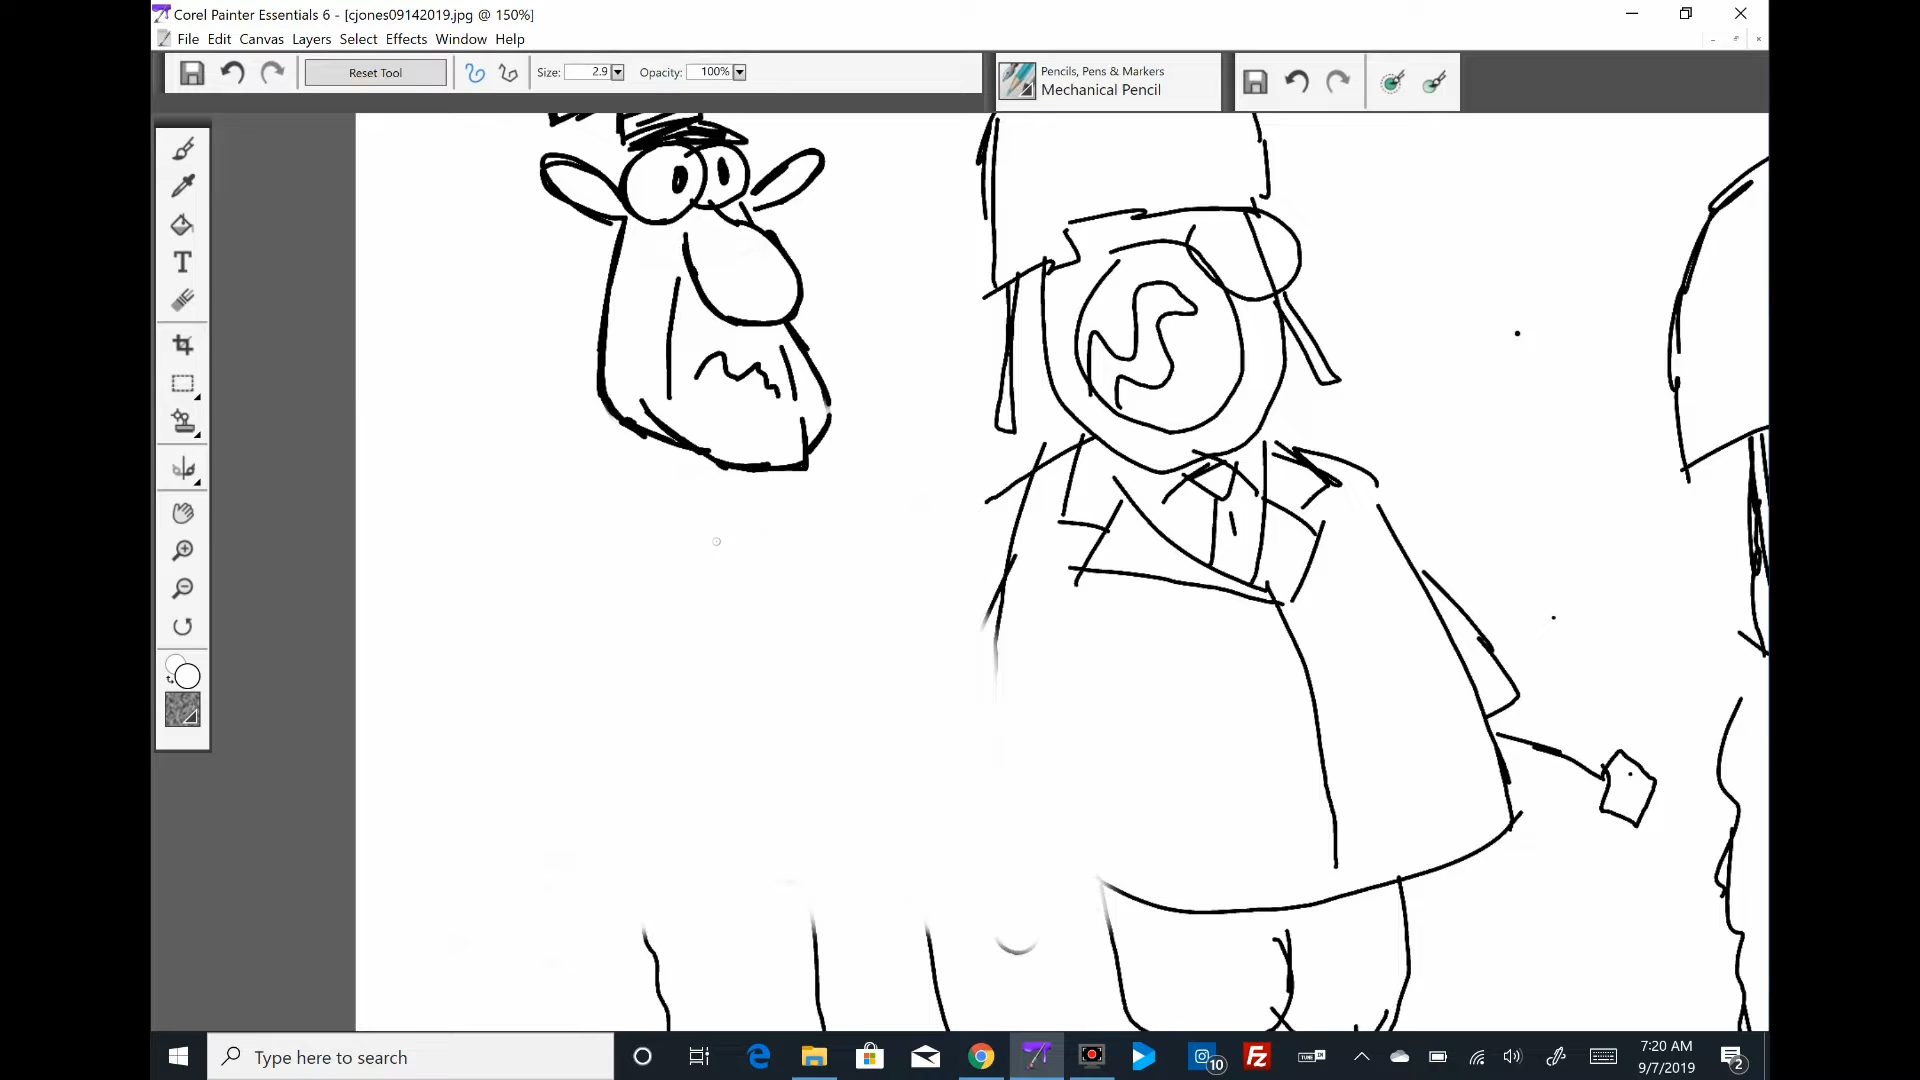 Corel Painter Essentials 6 - [cjones09142019.jpg @ 150%]
File Edit Canvas Layers Select Effects Window Help
Reset Tool
Size: 2.9
Opacity: 100%
Pencils, Pens & Markers
Mechanical Pencil
T
Type here to search
10
Fz
7:20 AM
9/7/2019
2